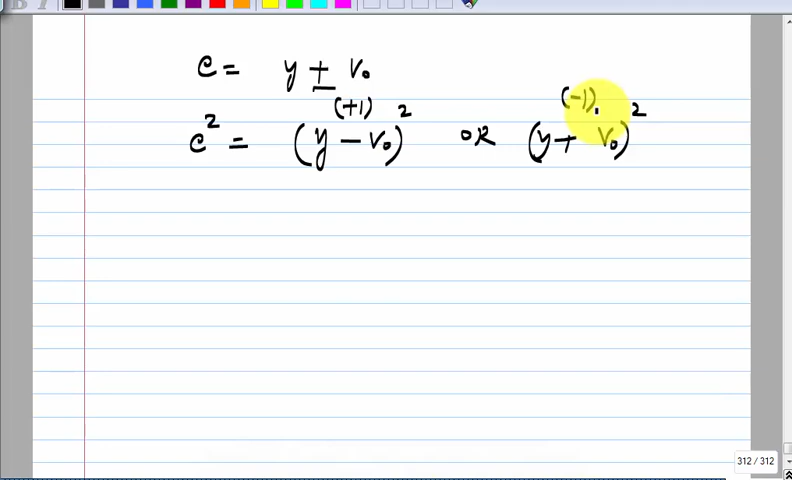 e = y ± V₀
(+1) (-1).
e² = (y - V₀)² OR (y + V₀)²
312 / 312